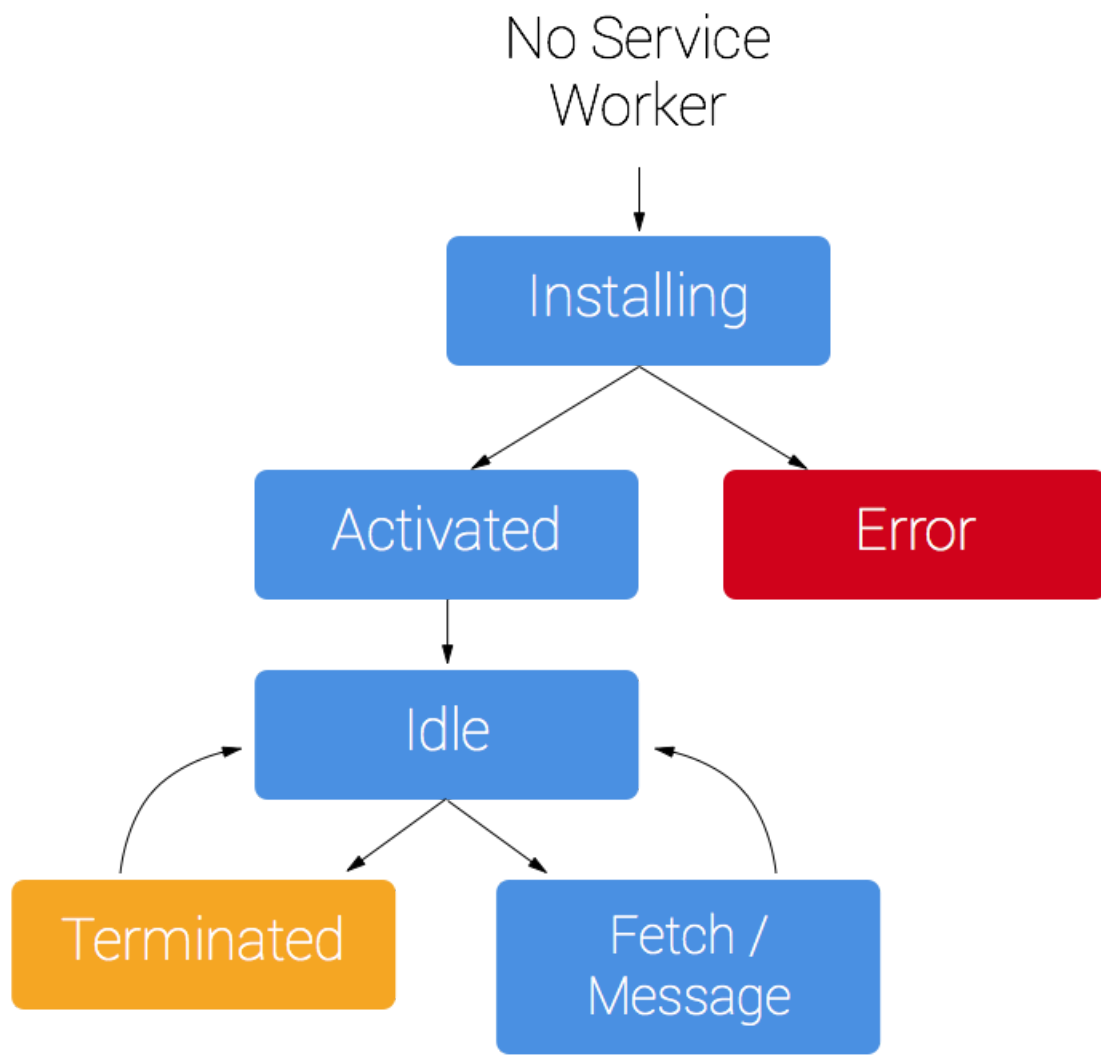 No Service
Worker
Installing
Activated
Error
Idle
Terminated
Fetch /
Message